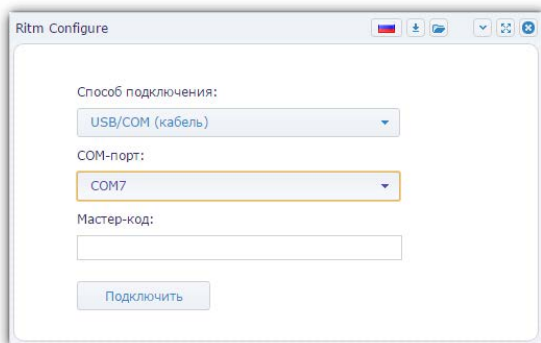 Ritm Configure
Способ подключения:
USB/COM (кабель)
COM-порт:
COM7
Мастер-код:
Подключить